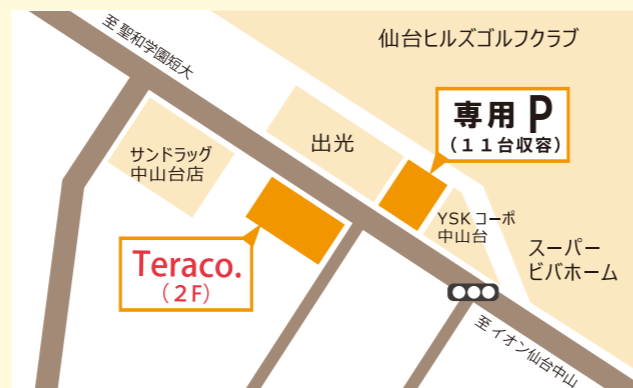 至 聖和学園短大
仙台ヒルズゴルフクラブ
専用 P
（１１台収容）
出光
サンドラッグ
中山台店
YSK コーポ
中山台
スーパー
ビバホーム
Teraco.
（２F）
至 イオン仙台中山